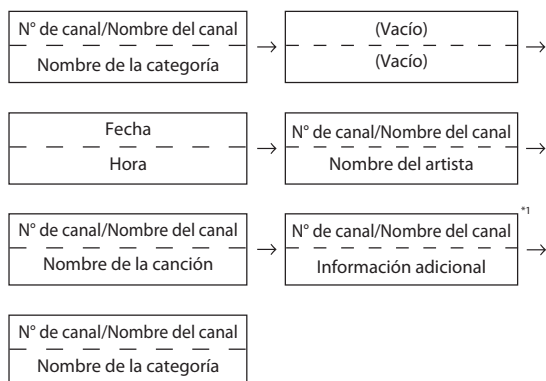 N° de canal/Nombre del canal
Nombre de la categoría
→
(Vacío)
(Vacío)
→
Fecha
Hora
→
N° de canal/Nombre del canal
Nombre del artista
→
N° de canal/Nombre del canal
Nombre de la canción
→
N° de canal/Nombre del canal
Información adicional
*1
→
N° de canal/Nombre del canal
Nombre de la categoría